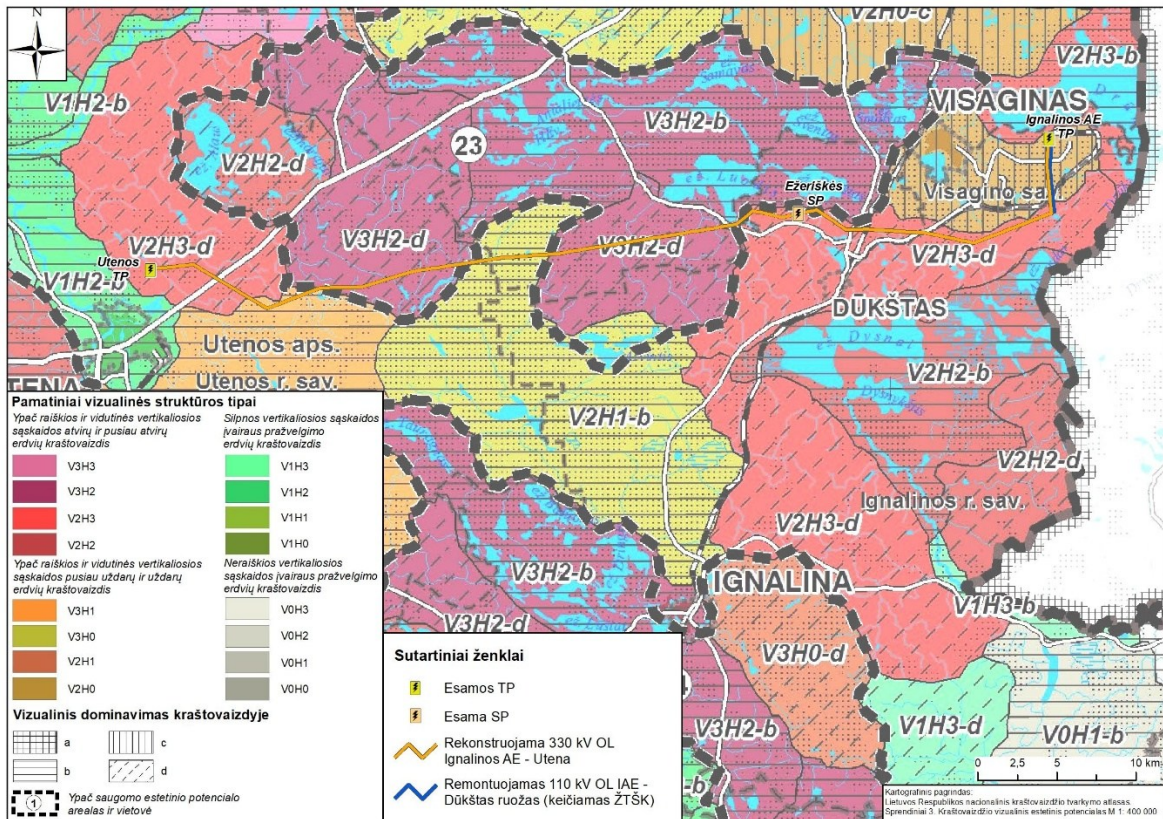 N
V2H0-c
V2H3-b
V1H2-b
VISAGINAS
Ignalinos AE
TP
V3H2-b
23
V2H2-d
Ežeriškės
SP
Visagino sav.
V3H2-d
V3H2-d
V2H3-d
V2H3-d
Utenos
TP
V1H2-b
DŪKŠTAS
Utenos aps.
Utenos r. sav.
V2H2-b
V2H1-b
V2H2-d
Ignalinos r. sav.
V2H3-d
V3H2-b
IGNALINA
V1H3-b
V3H2-d
V3H0-d
V3H2-b
V1H3-d
V0H1-b
Pamatiniai vizualinės struktūros tipai
Ypač raiškios ir vidutinės vertikaliosios
sąskaidos atvirų ir pusiau atvirų
erdvių kraštovaizdis
V3H3
V3H2
V2H3
V2H2
Silpnos vertikaliosios sąskaidos
įvairaus pražvelgimo
erdvių kraštovaizdis
V1H3
V1H2
V1H1
V1H0
Ypač raiškios ir vidutinės vertikaliosios
sąskaidos pusiau uždarų ir uždarų
erdvių kraštovaizdis
V3H1
V3H0
V2H1
V2H0
Neraiškios vertikaliosios
sąskaidos įvairaus pražvelgimo
erdvių kraštovaizdis
V0H3
V0H2
V0H1
V0H0
Vizualinis dominavimas kraštovaizdyje
a
c
b
d
1
Ypač saugomo estetinio potencialo
arealas ir vietovė
Sutartiniai ženklai
Esamos TP
Esama SP
Rekonstruojama 330 kV OL
Ignalinos AE - Utena
Remontuojamas 110 kV OL IAE -
Dūkštas ruožas (keičiamas ŽTŠK)
0 2,5 5 10 km
Kartografinis pagrindas:
Lietuvos Respublikos nacionalinis kraštovaizdžio tvarkymo atlasas.
Sprendiniai 3. Kraštovaizdžio vizualinis estetinis potencialas M 1: 400 000